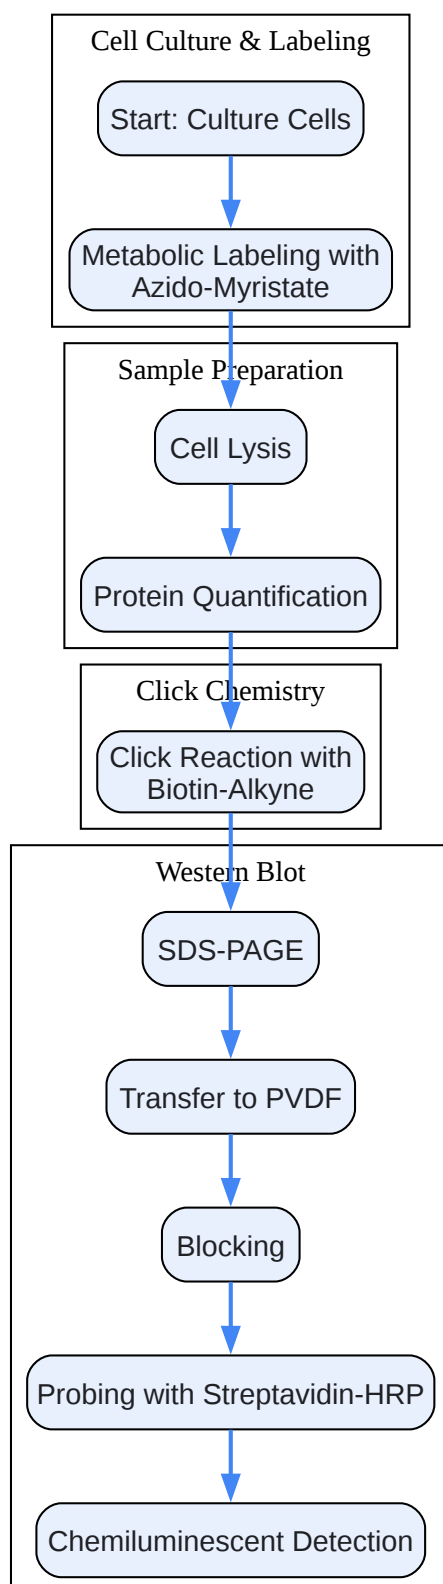 Cell Culture & Labeling
Start: Culture Cells
Metabolic Labeling with
Azido-Myristate
Sample Preparation
Cell Lysis
Protein Quantification
Click Chemistry
Click Reaction with
Biotin-Alkyne
Western Blot
SDS-PAGE
Transfer to PVDF
Blocking
Probing with Streptavidin-HRP
Chemiluminescent Detection